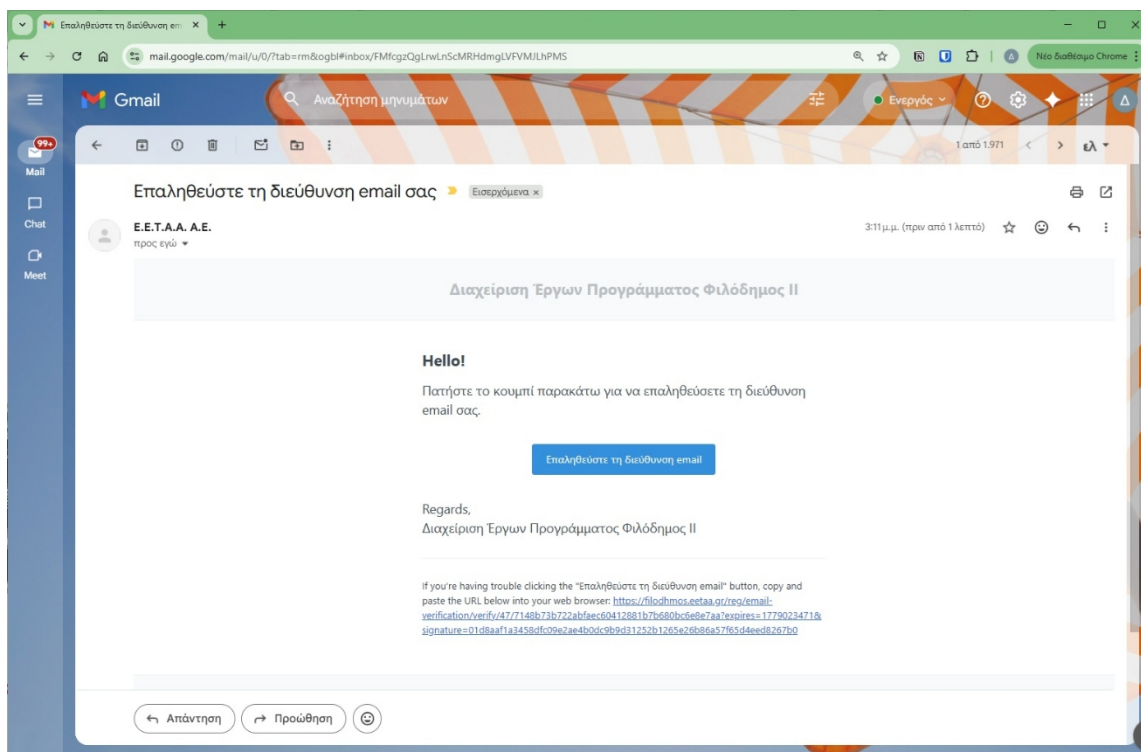 Επαληθεύστε τη διεύθυνση em
mail.google.com/mail/u/0/?tab=rm&ogbl#inbox/FMfcgzQgLrwLnScMRHdmgLVFVMJLhPMS
Νέο διαθέσιμο Chrome
Gmail
Αναζήτηση μηνυμάτων
Ενεργός
Δ
99+
Mail
Chat
Meet
1 από 1.971
ελ
Επαληθεύστε τη διεύθυνση email σας
Εισερχόμενα ×
E.E.T.A.A. A.E.
προς εγώ
3:11 μ.μ. (πριν από 1 λεπτό)
Διαχείριση Έργων Προγράμματος Φιλόδημος ΙΙ
Hello!
Πατήστε το κουμπί παρακάτω για να επαληθεύσετε τη διεύθυνση
email σας.
Επαληθεύστε τη διεύθυνση email
Regards,
Διαχείριση Έργων Προγράμματος Φιλόδημος ΙΙ
If you're having trouble clicking the "Επαληθεύστε τη διεύθυνση email" button, copy and
paste the URL below into your web browser: https://filodhmos.eetaa.gr/reg/email-
verification/verify/47/7148b73b722abfaec60412881b7b680bc6e8e7aa?expires=1779023471&
signature=01d8aaf1a3458dfc09e2ae4b0dc9b9d31252b1265e26b86a57f65d4eed8267b0
Απάντηση
Προώθηση